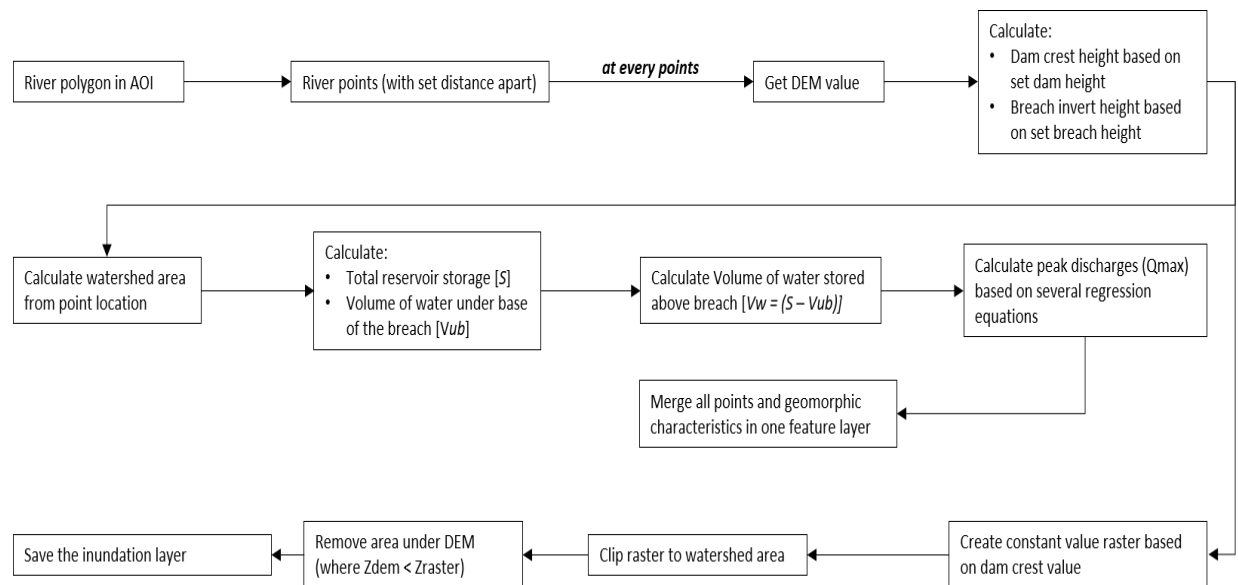 River polygon in AOI
River points (with set distance apart)
at every points
Get DEM value
Calculate:
• Dam crest height based on
set dam height
• Breach invert height based
on set breach height
Calculate watershed area
from point location
Calculate:
• Total reservoir storage [S]
• Volume of water under base
of the breach [Vub]
Calculate Volume of water stored
above breach [Vw = (S – Vub)]
Calculate peak discharges (Qmax)
based on several regression
equations
Merge all points and geomorphic
characteristics in one feature layer
Create constant value raster based
on dam crest value
Clip raster to watershed area
Remove area under DEM
(where Zdem < Zraster)
Save the inundation layer